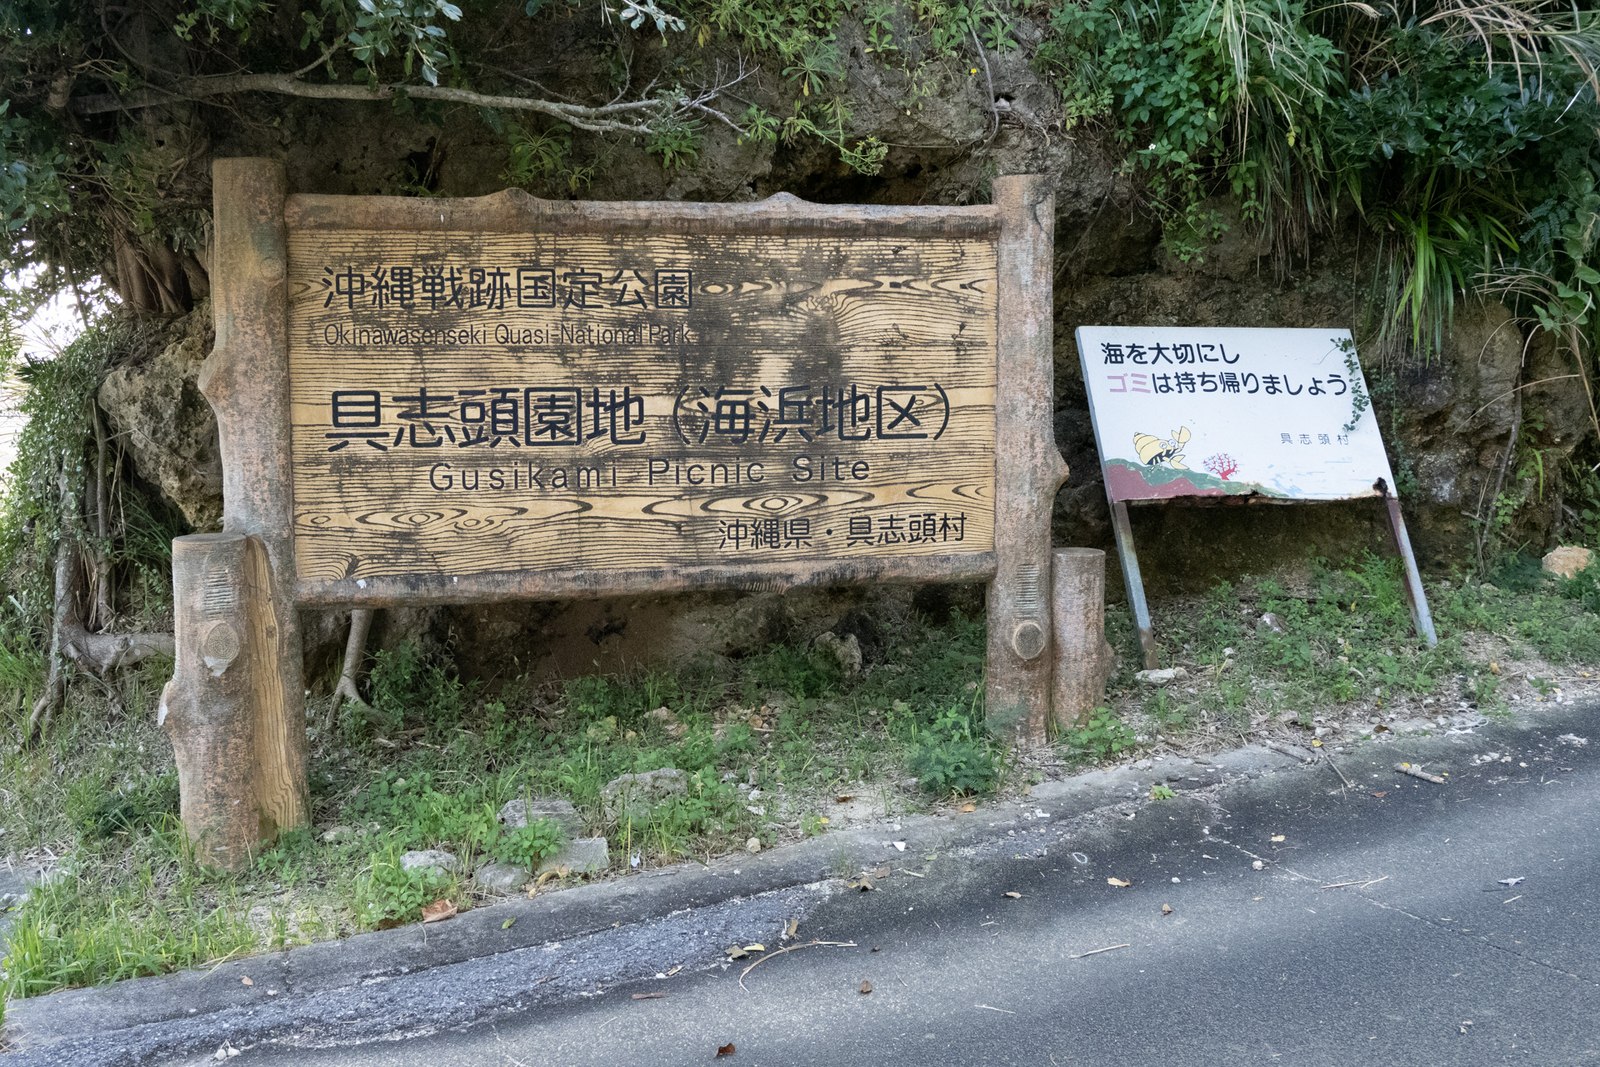 沖縄戦跡国定公園
Okinawasenseki Quasi-National Park
具志頭園地（海浜地区）
Gusikami Picnic Site
沖縄県・具志頭村
海を大切にし
ゴミは持ち帰りましょう
具志頭村